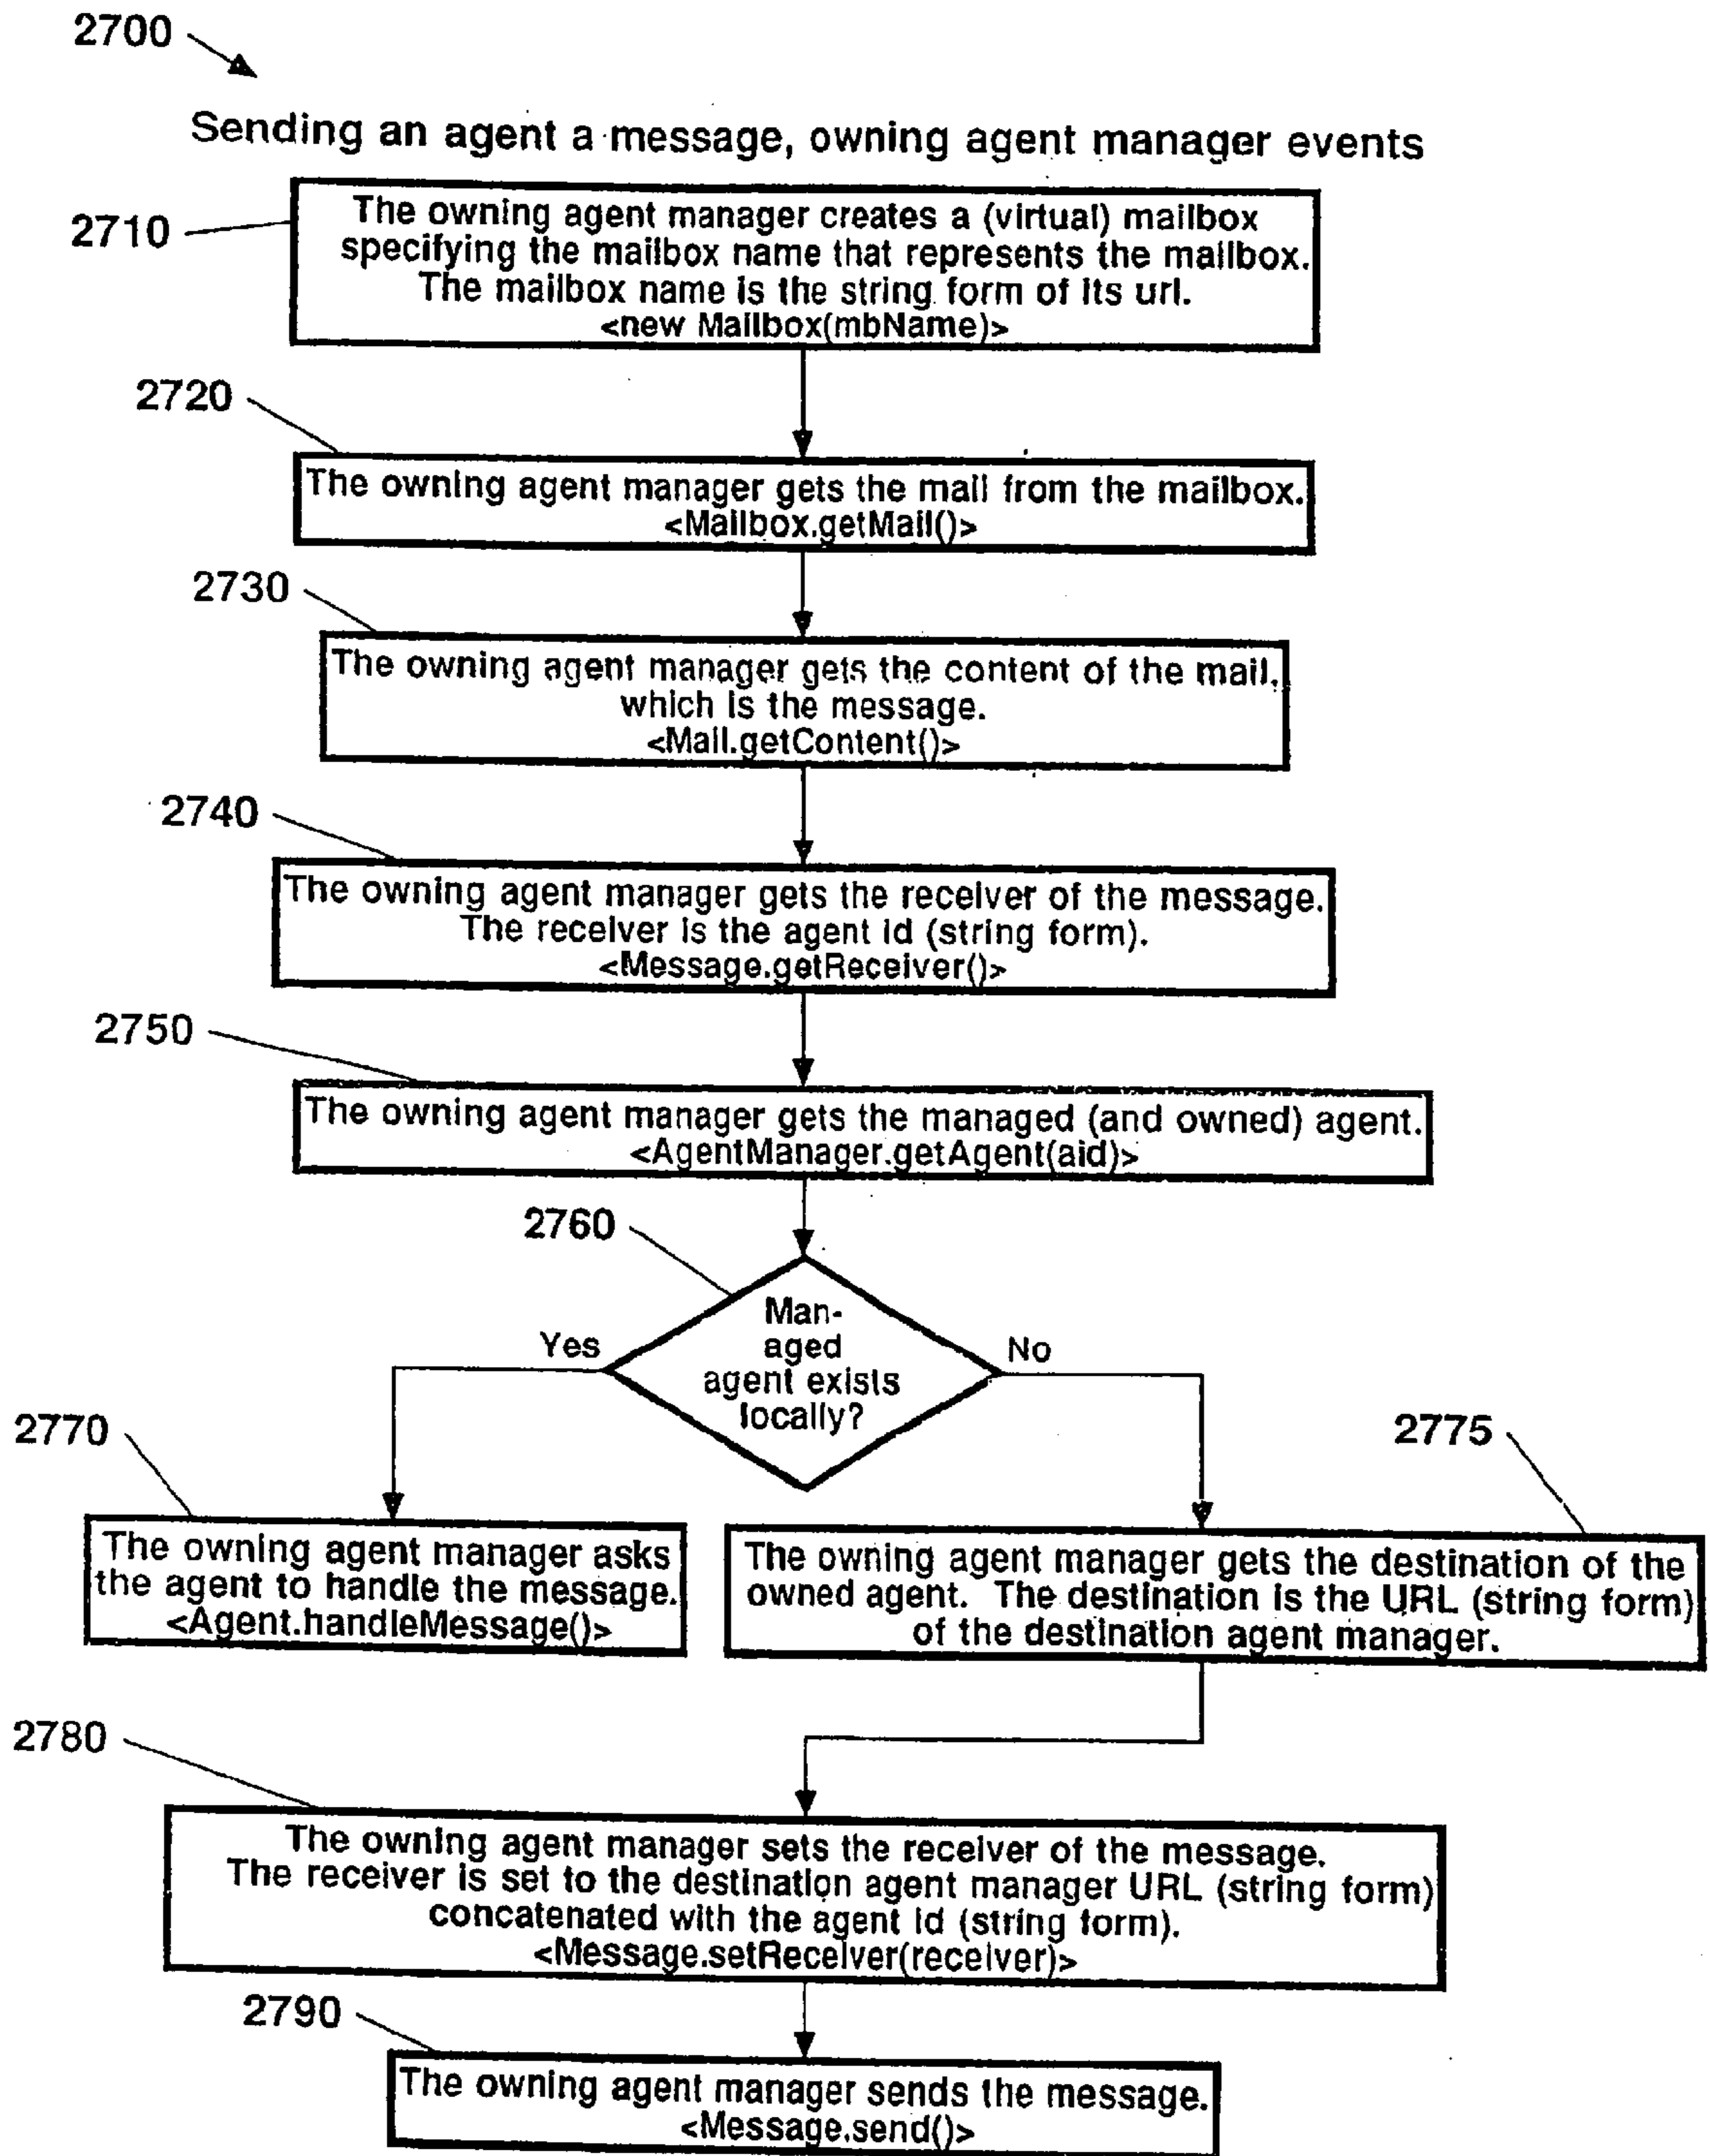 2700
Sending an agent a message, owning agent manager events
2710
The owning agent manager creates a (virtual) mailbox
specifying the mailbox name that represents the mailbox.
The mailbox name is the string form of its url.
<new Mailbox(mbName)>
2720
The owning agent manager gets the mail from the mailbox.
<Mailbox.getMail()>
2730
The owning agent manager gets the content of the mail,
which is the message.
<Mail.getContent()>
2740
The owning agent manager gets the receiver of the message.
The receiver is the agent id (string form).
<Message.getReceiver()>
2750
The owning agent manager gets the managed (and owned) agent.
<AgentManager.getAgent(aid)>
2760
Man-
aged
agent exists
locally?
Yes
No
2770
The owning agent manager asks
the agent to handle the message.
<Agent.handleMessage()>
2775
The owning agent manager gets the destination of the
owned agent. The destination is the URL (string form)
of the destination agent manager.
2780
The owning agent manager sets the receiver of the message.
The receiver is set to the destination agent manager URL (string form)
concatenated with the agent id (string form).
<Message.setReceiver(receiver)>
2790
The owning agent manager sends the message.
<Message.send()>